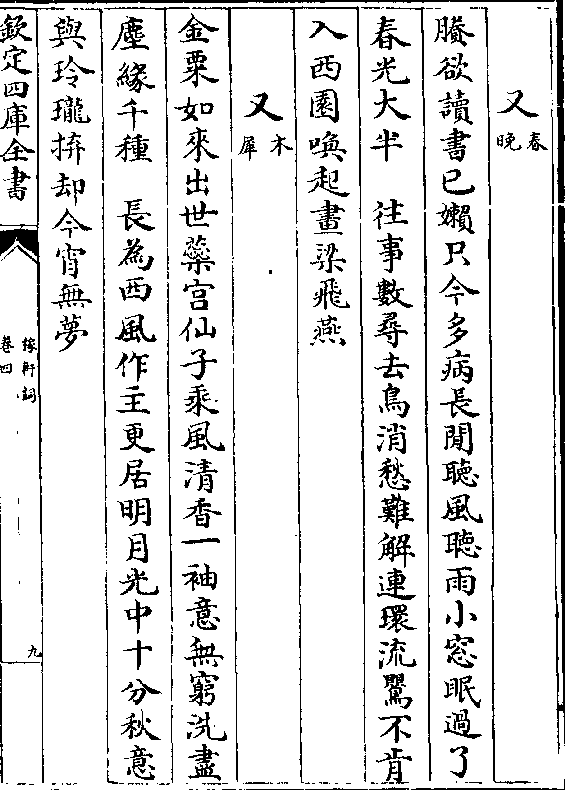 又春晚
賸欲讀書已嬾只今多病長閒聽風聽雨小窓眠過了
春光大半　往事數尋去鳥消愁難解連環流鶯不肯
入西園喚起畫梁飛燕
又木犀
金粟如來出世蘂宮仙子乘風清香一袖意無窮洗盡
塵緣千種　長為西風作主更居明月光中十分秋意
與玲瓏拚却今宵無夢
欽定四庫全書
稼軒詞
卷四
九